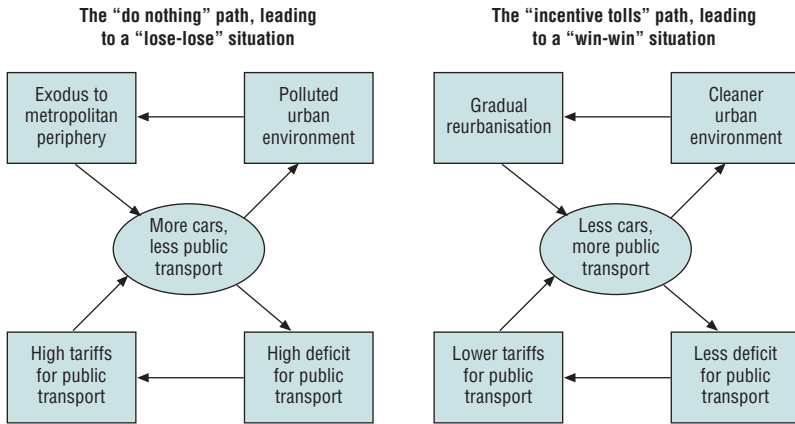 The “do nothing” path, leading
to a “lose-lose” situation
Exodus to
metropolitan
periphery
Polluted
urban
environment
More cars,
less public
transport
High tariffs
for public
transport
High deficit
for public
transport
The “incentive tolls” path, leading
to a “win-win” situation
Gradual
reurbanisation
Cleaner
urban
environment
Less cars,
more public
transport
Lower tariffs
for public
transport
Less deficit
for public
transport